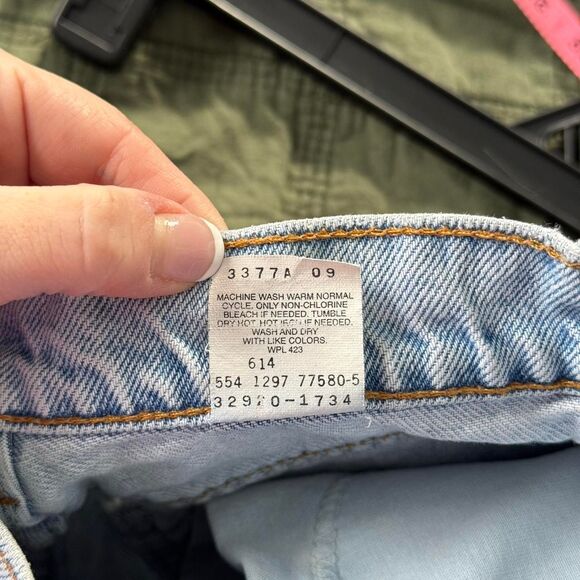 3377A 09
MACHINE WASH WARM NORMAL
CYCLE. ONLY NON-CHLORINE
BLEACH IF NEEDED. TUMBLE
DRY HOT. HOT IRON IF NEEDED.
WASH AND DRY
WITH LIKE COLORS.
WPL 423
614
554 1297 77580-5
32920-1734